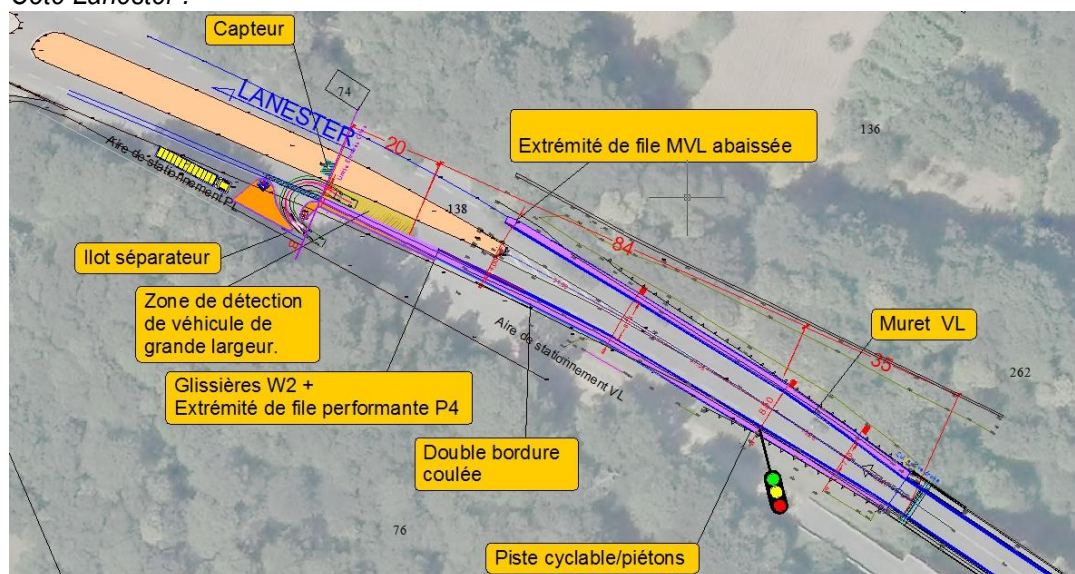 Côté Lanester :
Capteur
74
LANESTER
20
Extrémité de file MVL abaissée
136
Aire de stationnement PL
138
84
Ilot séparateur
Zone de détection
de véhicule de
grande largeur.
Muret VL
Aire de stationnement VL
35
262
Glissières W2 +
Extrémité de file performante P4
Double bordure
coulée
76
Piste cyclable/piétons